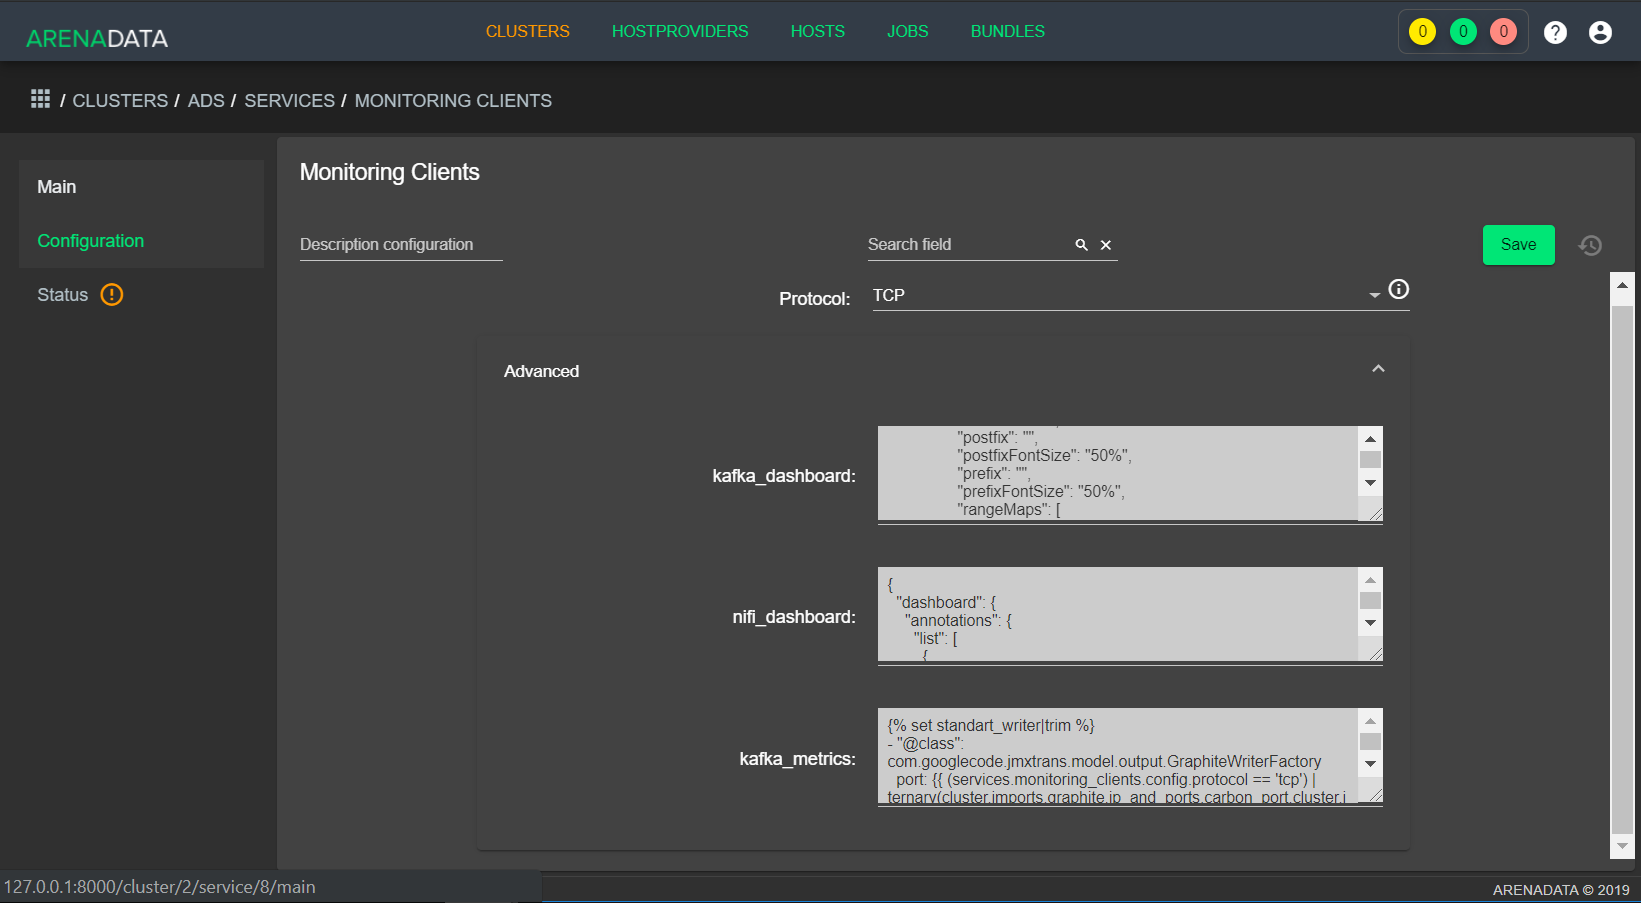 ARENADATA
CLUSTERS HOSTPROVIDERS HOSTS JOBS BUNDLES
0 0 0 ?
/ CLUSTERS / ADS / SERVICES / MONITORING CLIENTS
Main
Configuration
Status
Monitoring Clients
Description configuration
Search field
Save
Protocol: TCP
Advanced
kafka_dashboard:
"postfix": "",
"postfixFontSize": "50%",
"prefix": "",
"prefixFontSize": "50%",
"rangeMaps": [
nifi_dashboard:
{
"dashboard": {
"annotations": {
"list": [
{
kafka_metrics:
{% set standart_writer|trim %}
- "@class":
com.googlecode.jmxtrans.model.output.GraphiteWriterFactory
port: {{ (services.monitoring_clients.config.protocol == 'tcp') |
ternary(cluster.imports.graphite.ip_and_ports.carbon_port,cluster.i
127.0.0.1:8000/cluster/2/service/8/main
ARENADATA © 2019